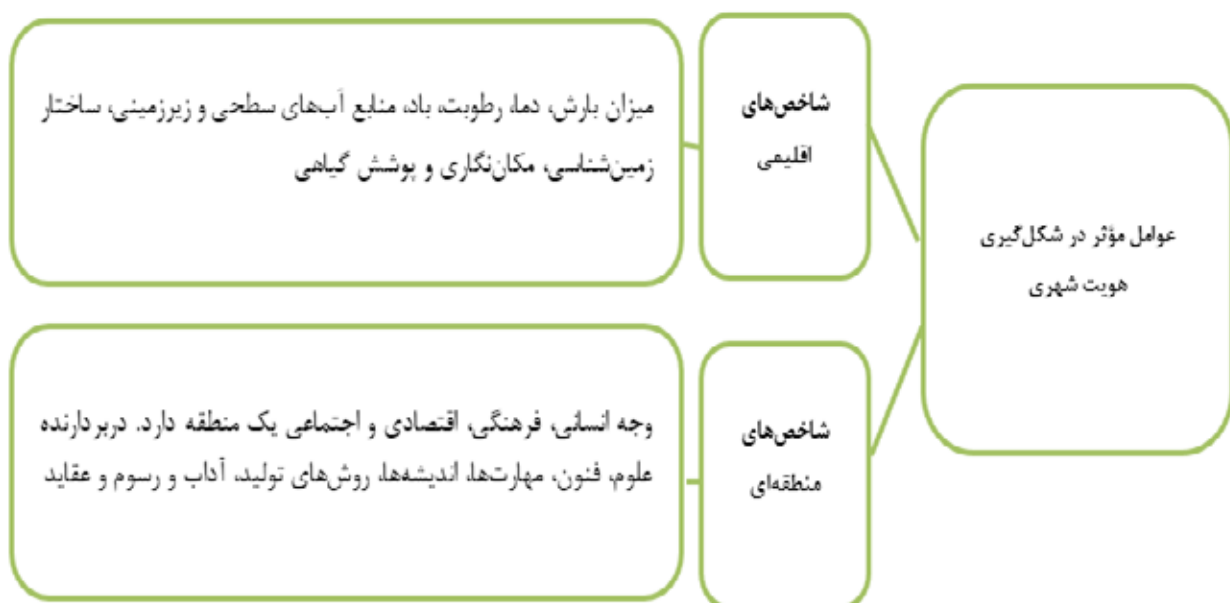 عوامل مؤثر در شکل‌گیری
هویت شهری
شاخص‌های
اقلیمی
میزان بارش، دما، رطوبت، باد، منابع آب‌های سطحی و زیرزمینی، ساختار
زمین‌شناسی، مکان‌نگاری و پوشش گیاهی
شاخص‌های
منطقه‌ای
وجه انسانی، فرهنگی، اقتصادی و اجتماعی یک منطقه دارد. دربردارنده
علوم، فنون، مهارت‌ها، اندیشه‌ها، روش‌های تولید، آداب و رسوم و عقاید